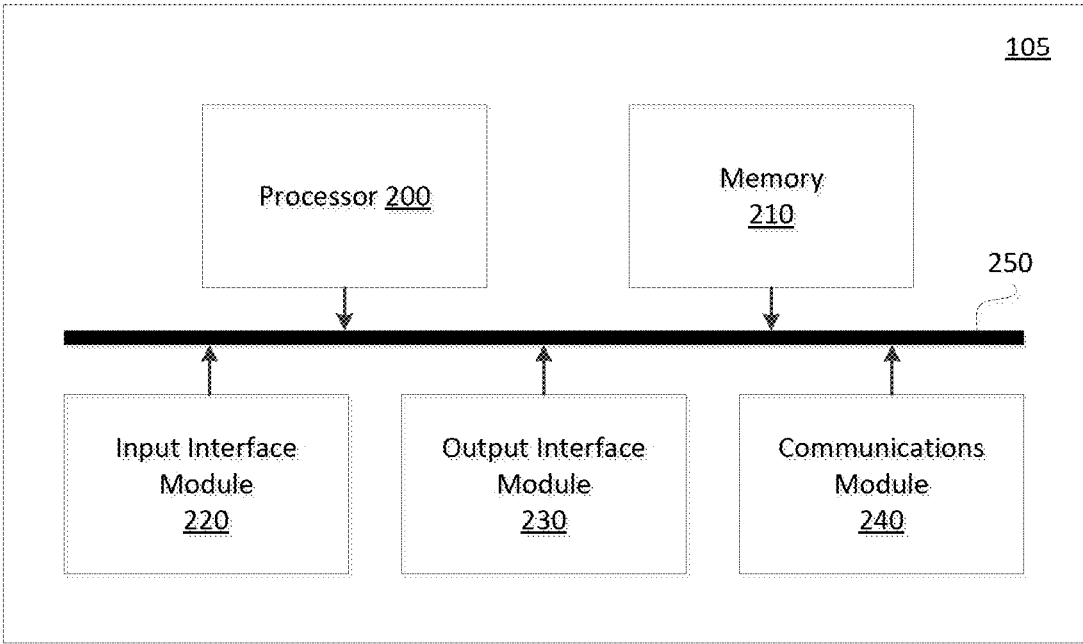 105
Processor 200
Memory
210
250
Input Interface
Module
220
Output Interface
Module
230
Communications
Module
240